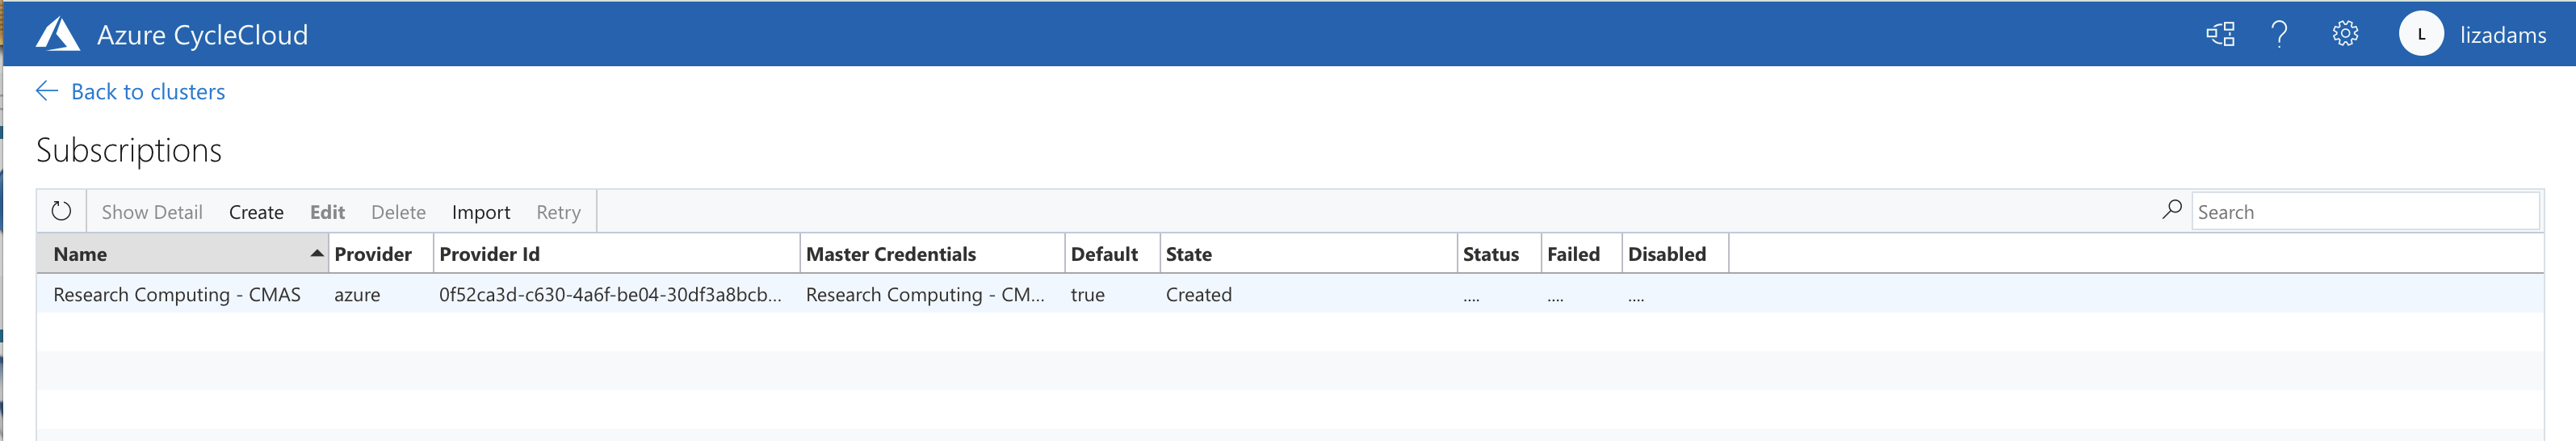 Azure CycleCloud ? L lizadams
Back to clusters
Subscriptions
Show Detail Create Edit Delete Import Retry Search
Name Provider Provider Id Master Credentials Default State Status Failed Disabled
Research Computing - CMAS azure 0f52ca3d-c630-4a6f-be04-30df3a8bcb... Research Computing - CM... true Created .... .... ....